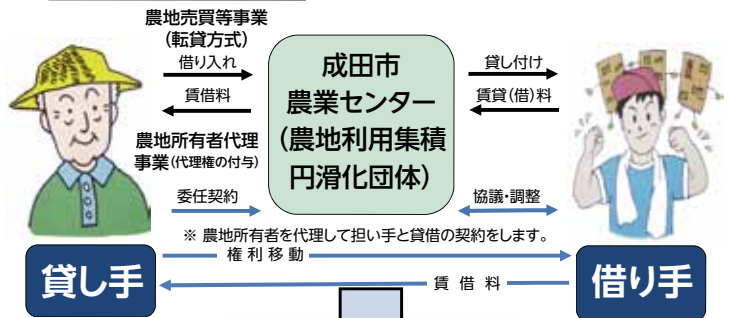 農地売買等事業
(転貸方式)
借り入れ
賃借料
農地所有者代理
事業(代理権の付与)
委任契約
成田市
農業センター
(農地利用集積
円滑化団体)
貸し付け
賃貸(借)料
協議・調整
※ 農地所有者を代理して担い手と貸借の契約をします。
権利移動
賃借料
貸し手
借り手